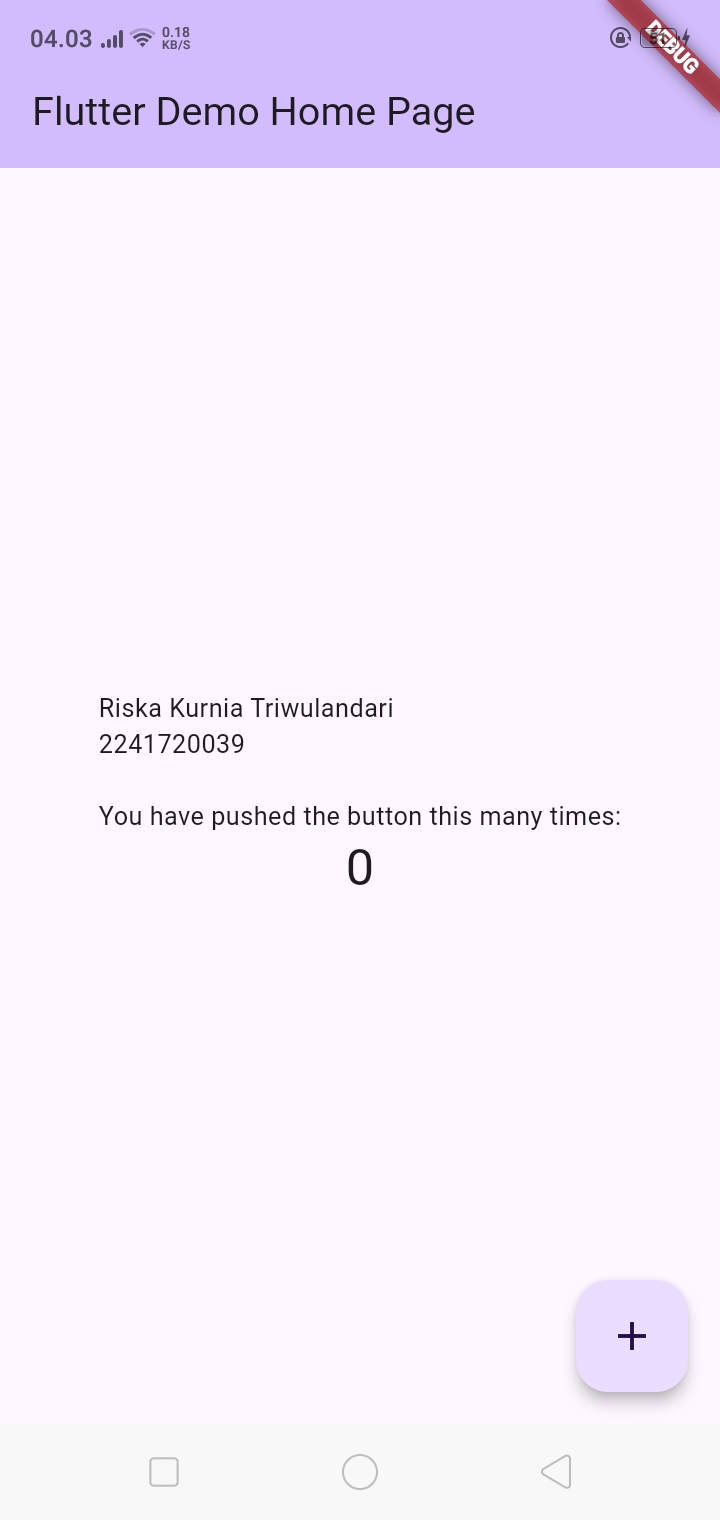 04.03
0.18
KB/S
DEBUG
Flutter Demo Home Page
Riska Kurnia Triwulandari
2241720039
You have pushed the button this many times:
0
+